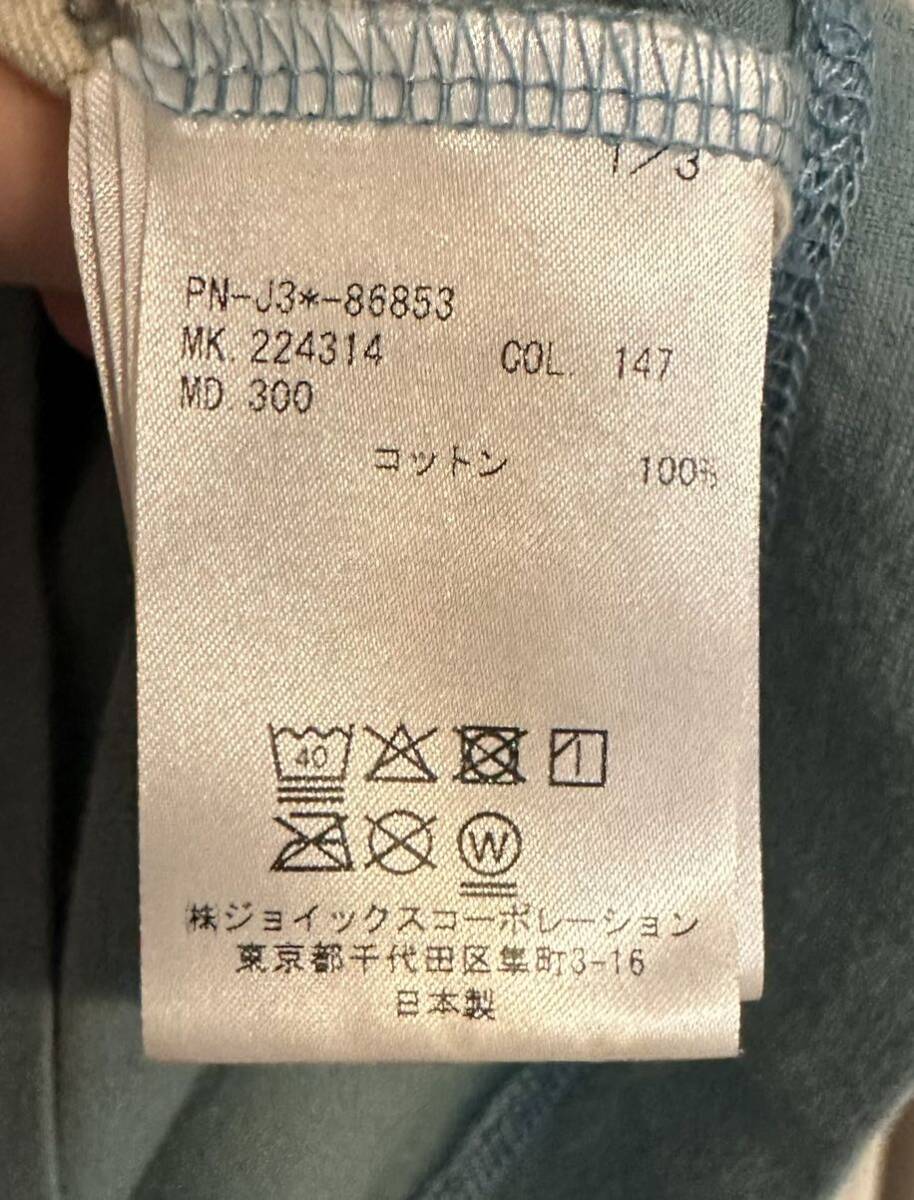 1/3
PN-J3*-86853
MK. 224314 COL. 147
MD. 300
コットン 100%
40
W
㈱ジョイックスコーポレーション
東京都千代田区隼町3-16
日本製